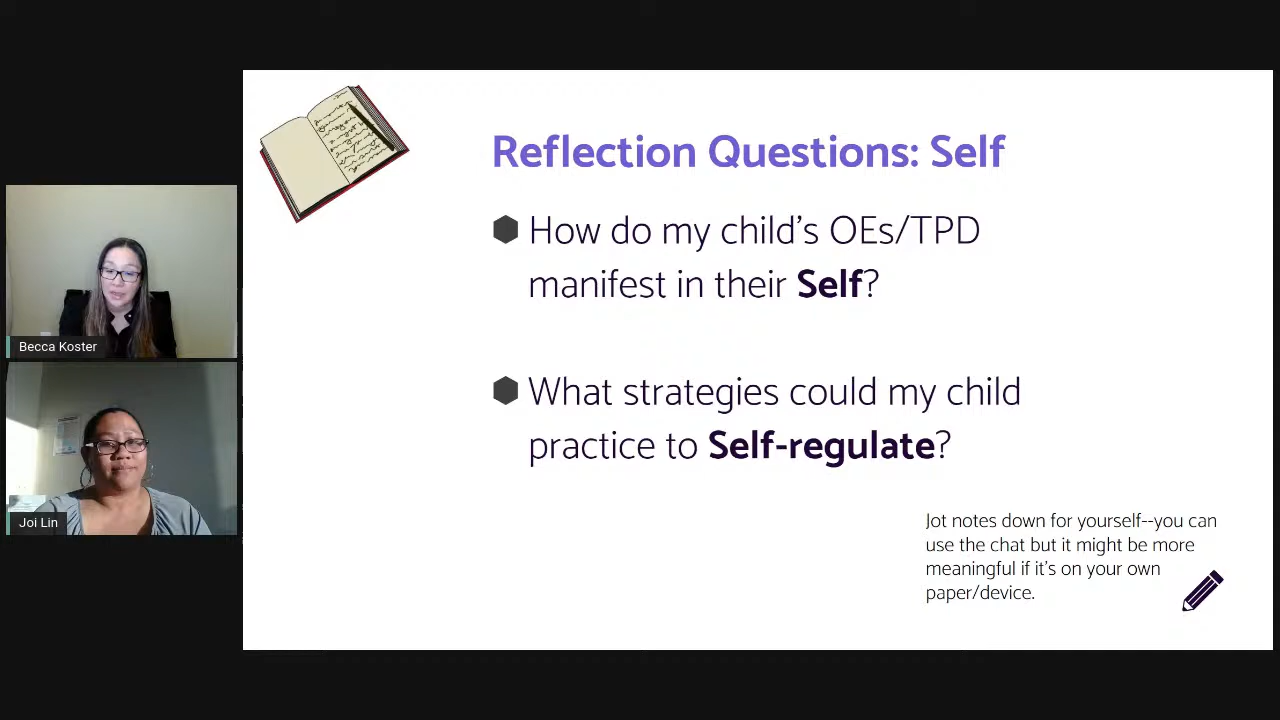 Reflection Questions: Self
How do my child's OEs/TPD
manifest in their Self?
What strategies could my child
practice to Self-regulate?
Jot notes down for yourself--you can
use the chat but it might be more
meaningful if it's on your own
paper/device.
Becca Koster
Joi Lin